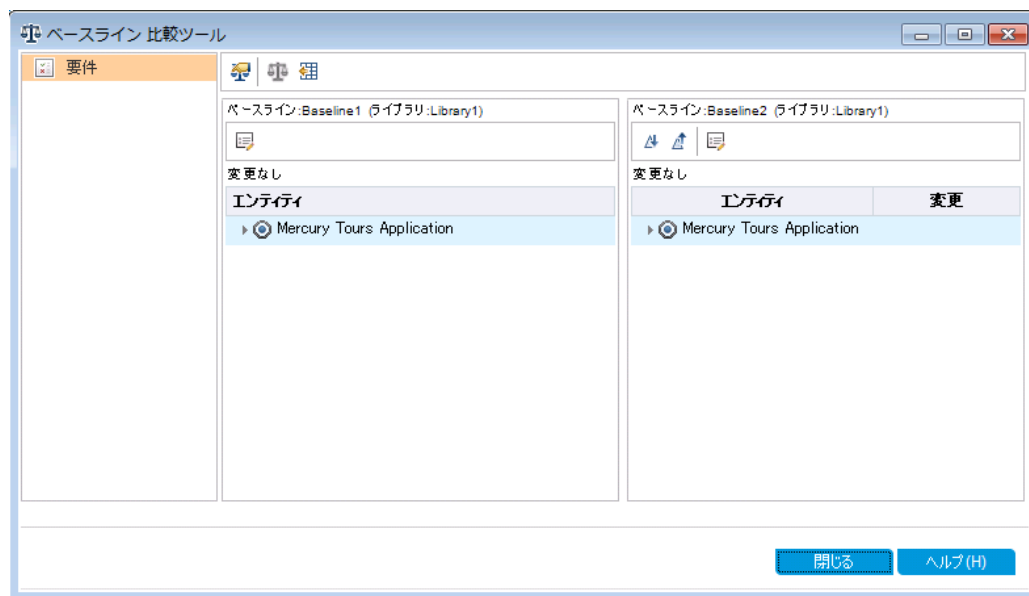 ベースライン 比較ツール
要件
ベースライン:Baseline1 (ライブラリ:Library1)
変更なし
エンティティ
Mercury Tours Application
ベースライン:Baseline2 (ライブラリ:Library1)
変更なし
エンティティ 変更
Mercury Tours Application
閉じる ヘルプ(H)